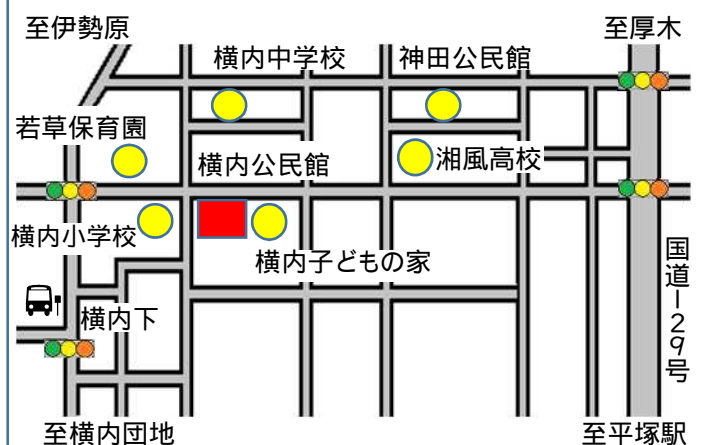 至伊勢原
至厚木
横内中学校
神田公民館
若草保育園
横内公民館
湘風高校
横内小学校
横内子どもの家
国道129号
横内下
至横内団地
至平塚駅